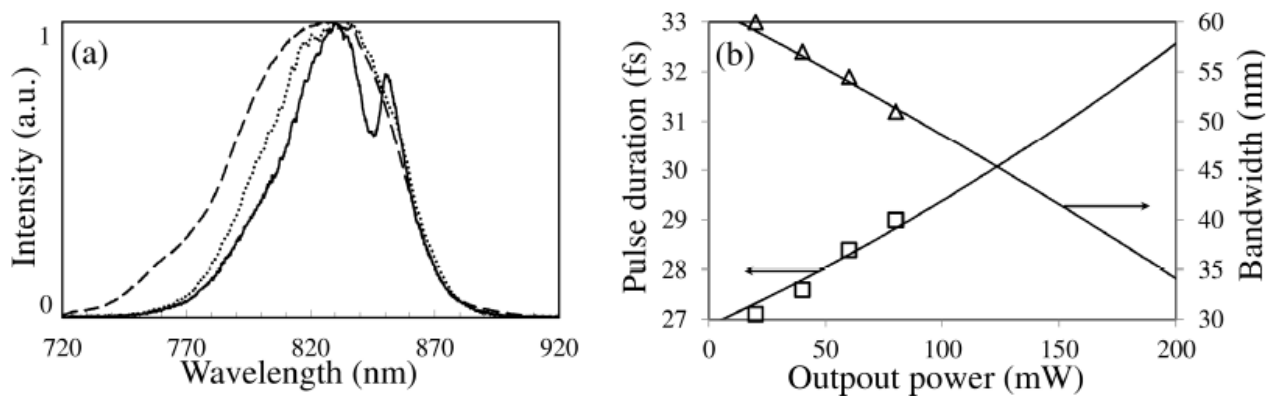 (a)
1
0
Intensity (a.u.)
720 770 820 870 920
Wavelength (nm)
(b)
33
32
31
30
29
28
27
Pulse duration (fs)
0 50 100 150 200
Outpout power (mW)
60
55
50
45
40
35
30
Bandwidth (nm)